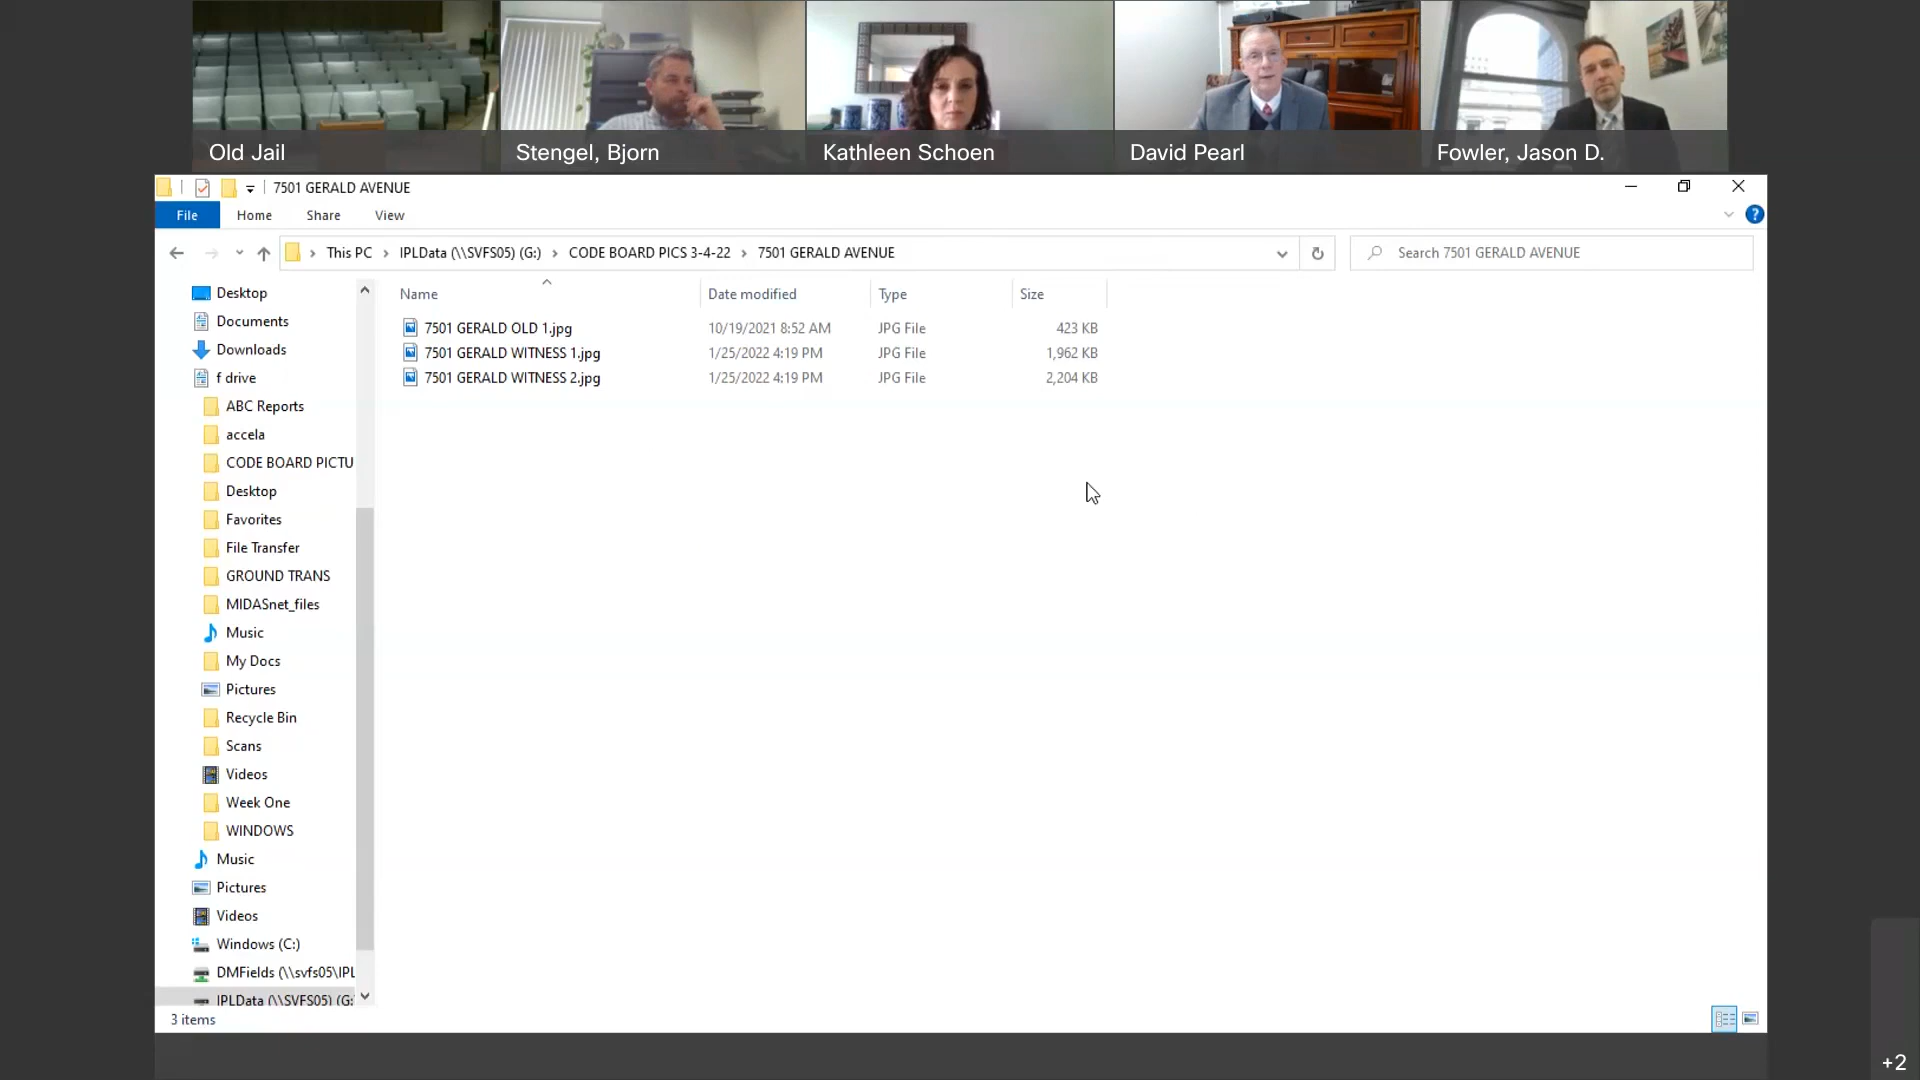 Old Jail
Stengel, Bjorn
Kathleen Schoen
David Pearl
Fowler, Jason D.
7501 GERALD AVENUE
File Home Share View
This PC > IPLData (\\SVFS05) (G:) > CODE BOARD PICS 3-4-22 > 7501 GERALD AVENUE
Search 7501 GERALD AVENUE
Name Date modified Type Size
7501 GERALD OLD 1.jpg 10/19/2021 8:52 AM JPG File 423 KB
7501 GERALD WITNESS 1.jpg 1/25/2022 4:19 PM JPG File 1,962 KB
7501 GERALD WITNESS 2.jpg 1/25/2022 4:19 PM JPG File 2,204 KB
Desktop
Documents
Downloads
f drive
ABC Reports
accela
CODE BOARD PICTU
Desktop
Favorites
File Transfer
GROUND TRANS
MIDASnet_files
Music
My Docs
Pictures
Recycle Bin
Scans
Videos
Week One
WINDOWS
Music
Pictures
Videos
Windows (C:)
DMFields (\\svfs05\IPL
IPLData (\\SVFS05) (G:
3 items
+2